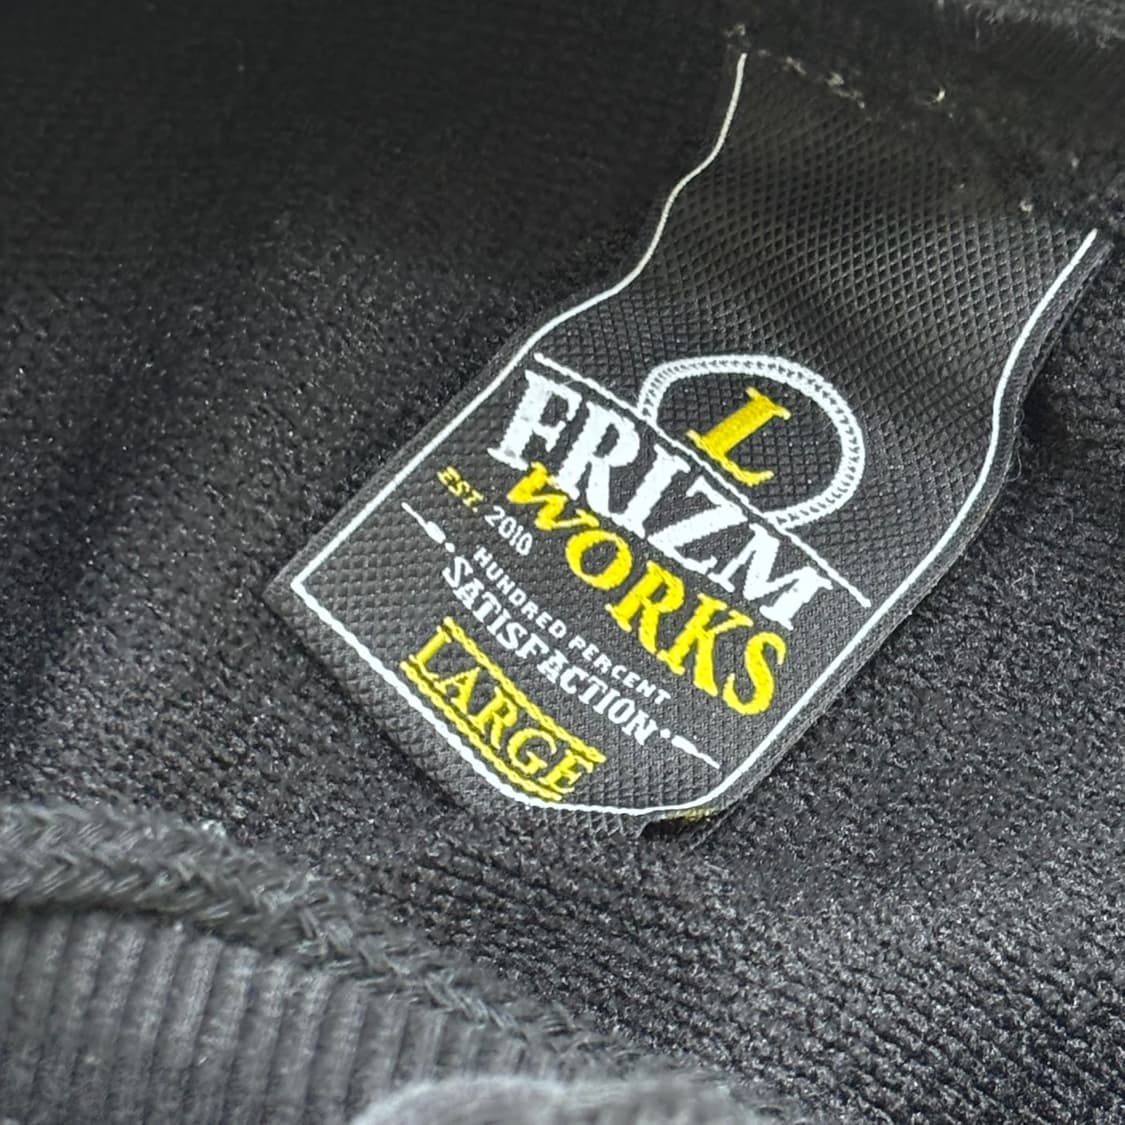 L
FRIZM
WORKS
EST. 2010
HUNDRED PERCENT
SATISFACTION
LARGE